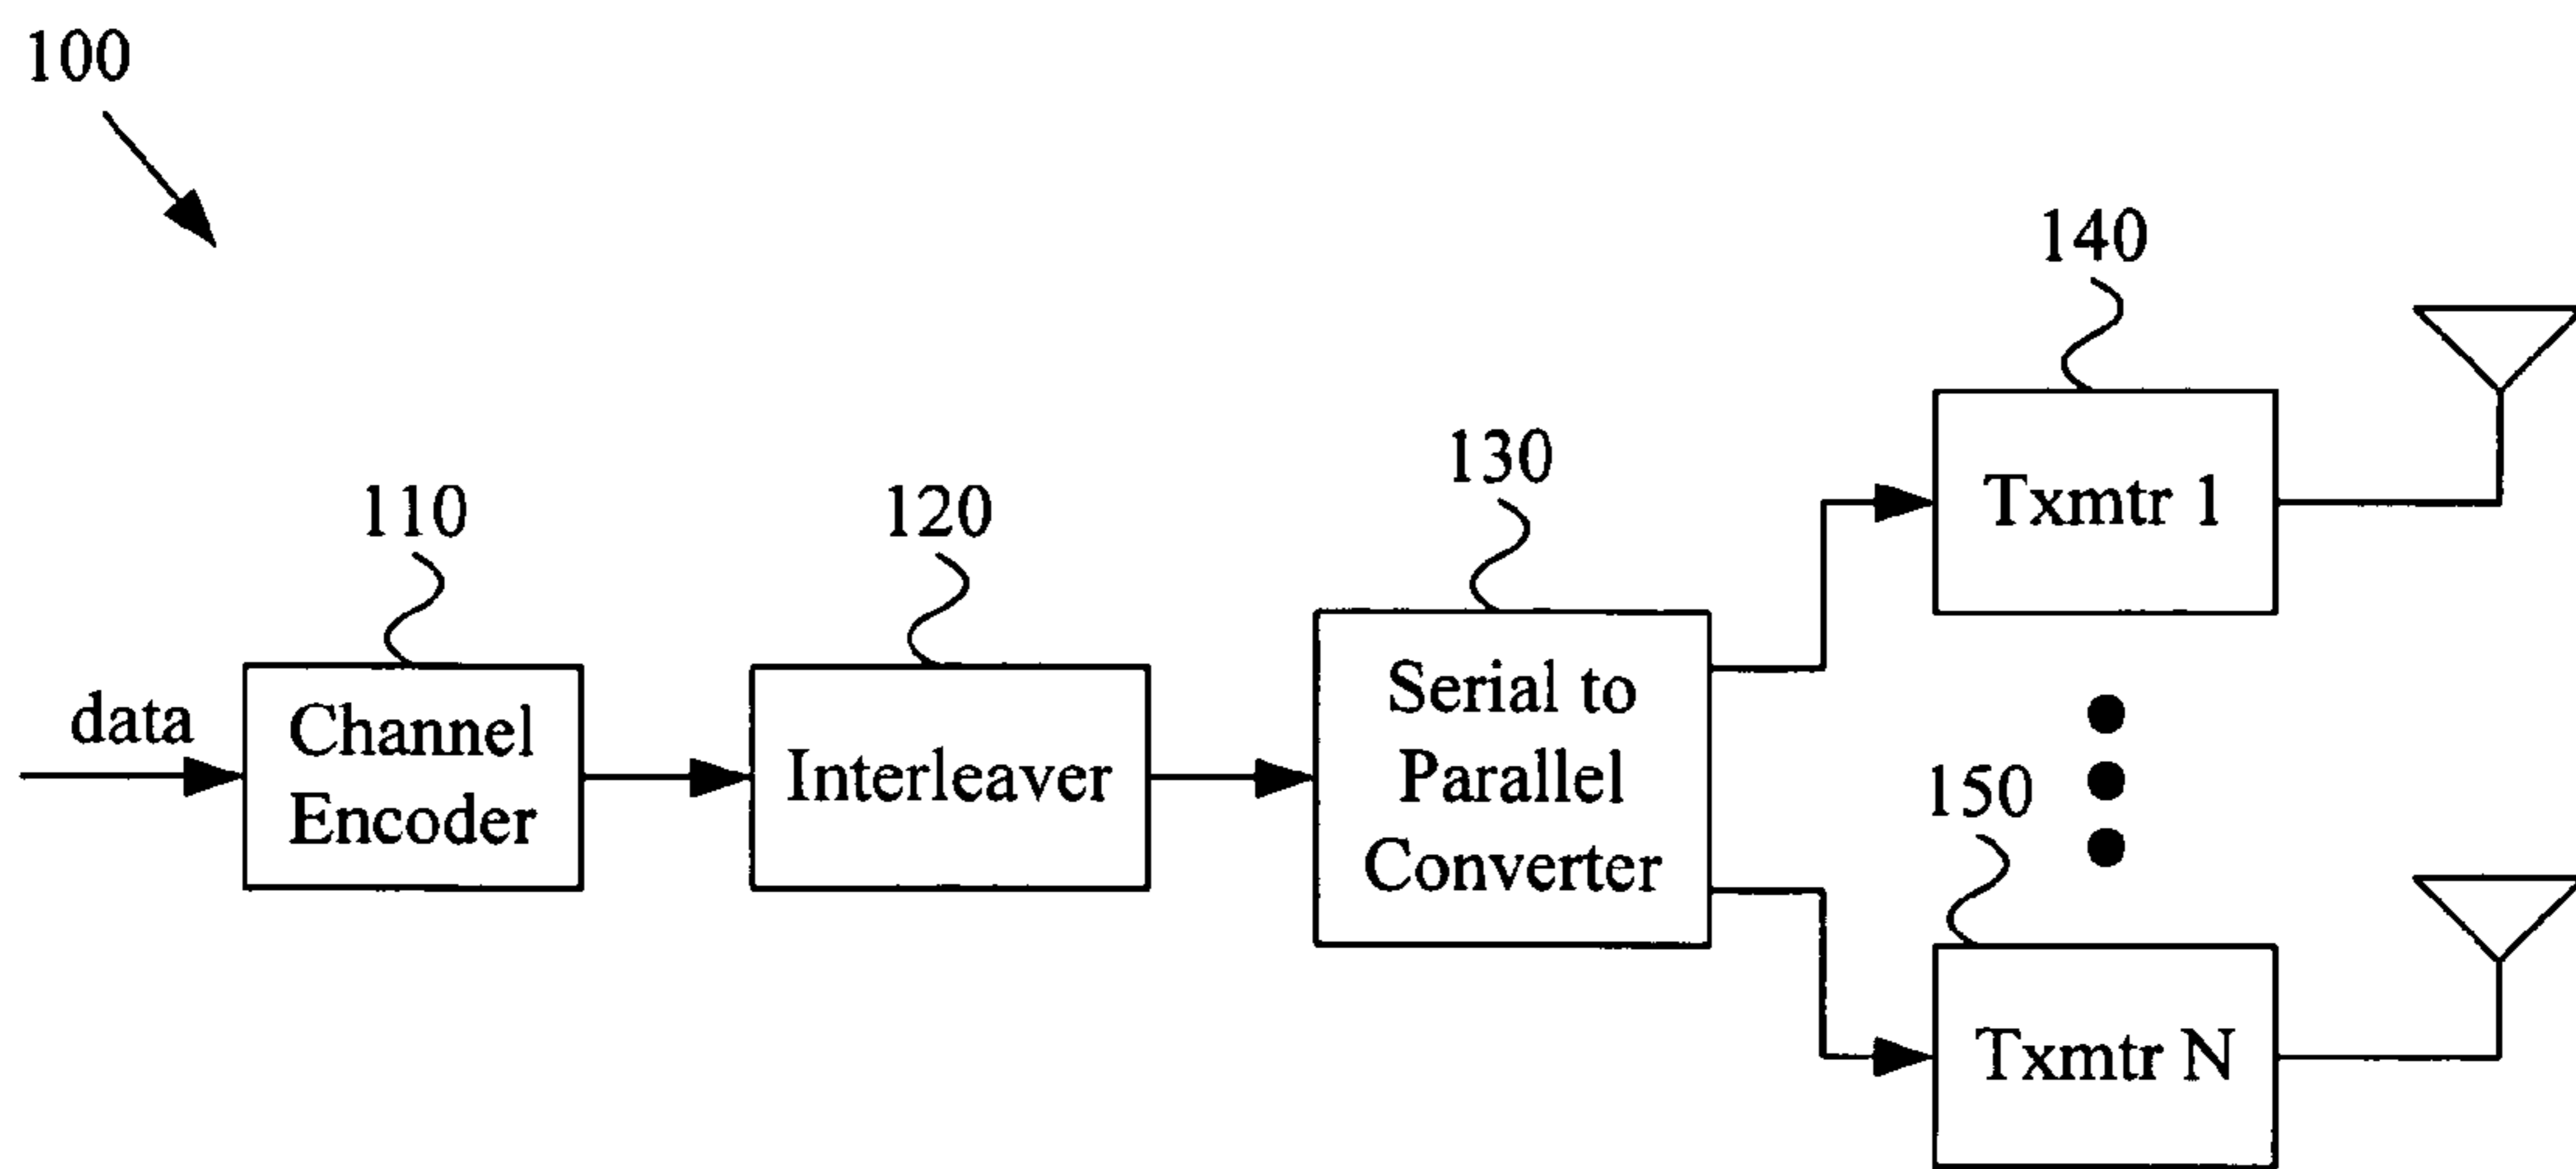 100
140
130
110
120
Txmtr 1
data
Channel
Encoder
Interleaver
Serial to
Parallel
Converter
150
Txmtr N